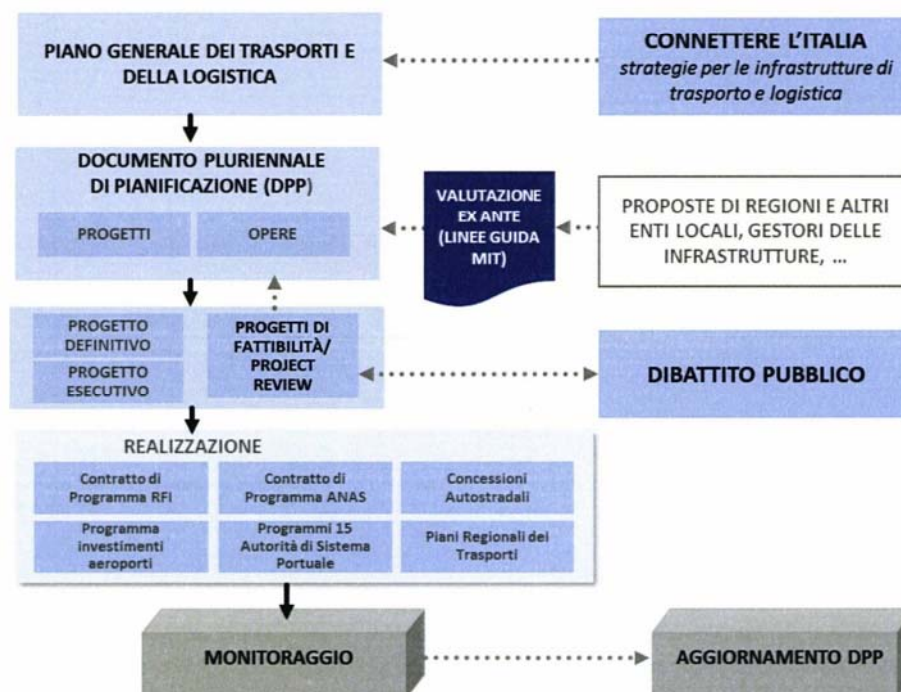 PIANO GENERALE DEI TRASPORTI E
DELLA LOGISTICA
CONNETTERE L'ITALIA
strategie per le infrastrutture di
trasporto e logistica
DOCUMENTO PLURIENNALE
DI PIANIFICAZIONE (DPP)
PROGETTI
OPERE
VALUTAZIONE
EX ANTE
(LINEE GUIDA
MIT)
PROPOSTE DI REGIONI E ALTRI
ENTI LOCALI, GESTORI DELLE
INFRASTRUTTURE, ...
PROGETTO
DEFINITIVO
PROGETTO
ESECUTIVO
PROGETTI DI
FATTIBILITÀ/
PROJECT
REVIEW
DIBATTITO PUBBLICO
REALIZZAZIONE
Contratto di
Programma RFI
Contratto di
Programma ANAS
Concessioni
Autostradali
Programma
investimenti
aeroporti
Programmi 15
Autorità di Sistema
Portuale
Piani Regionali dei
Trasporti
MONITORAGGIO
AGGIORNAMENTO DPP